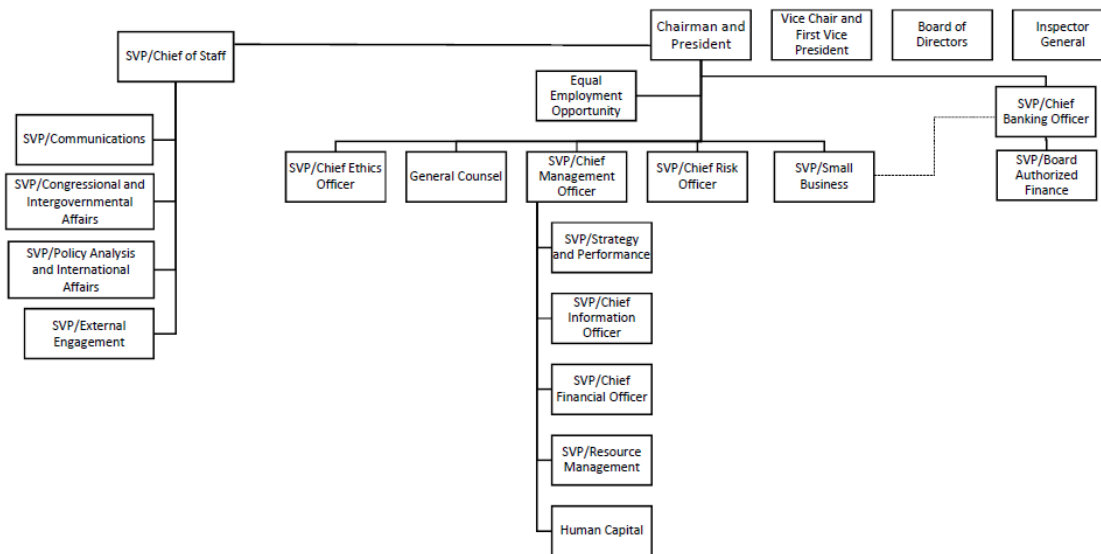 Chairman and
President
Vice Chair and
First Vice
President
Board of
Directors
Inspector
General
SVP/Chief of Staff
Equal
Employment
Opportunity
SVP/Chief
Banking Officer
SVP/Communications
SVP/Chief Ethics
Officer
General Counsel
SVP/Chief
Management
Officer
SVP/Chief Risk
Officer
SVP/Small
Business
SVP/Board
Authorized
Finance
SVP/Congressional and
Intergovernmental
Affairs
SVP/Policy Analysis
and International
Affairs
SVP/External
Engagement
SVP/Strategy
and Performance
SVP/Chief
Information
Officer
SVP/Chief
Financial Officer
SVP/Resource
Management
Human Capital